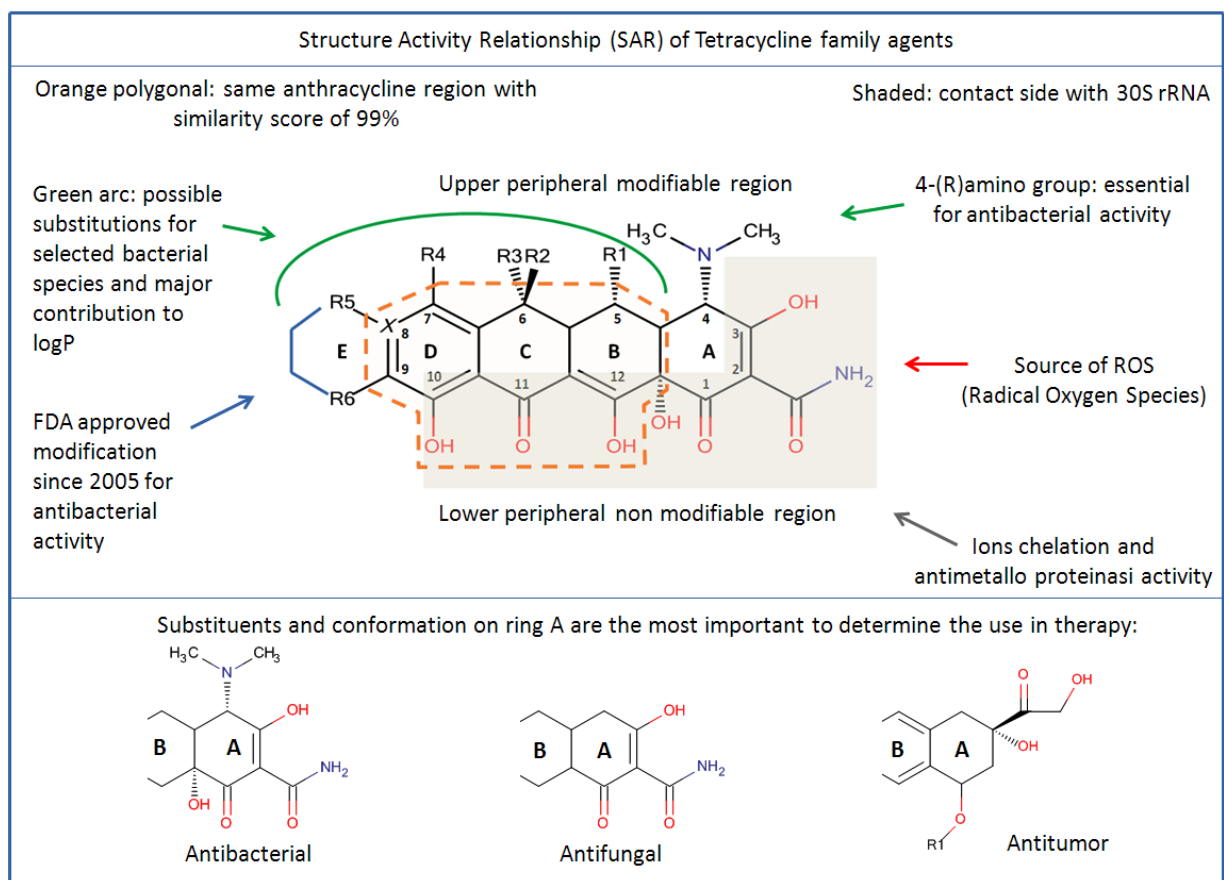 Structure Activity Relationship (SAR) of Tetracycline family agents
Orange polygonal: same anthracycline region with
similarity score of 99%
Shaded: contact side with 30S rRNA
Green arc: possible
substitutions for
selected bacterial
species and major
contribution to
logP
Upper peripheral modifiable region
4-(R)amino group: essential
for antibacterial activity
H3C
CH3
N
R4
R3 R2
R1
R5
X
OH
7
6
5
4
3
8
E
D
C
B
A
9
10
11
12
1
2
NH2
R6
OH
O
OH
OH
O
O
Source of ROS
(Radical Oxygen Species)
FDA approved
modification
since 2005 for
antibacterial
activity
Lower peripheral non modifiable region
Ions chelation and
antimetallo proteinasi activity
Substituents and conformation on ring A are the most important to determine the use in therapy:
H3C
CH3
N
OH
B
A
NH2
OH
O
O
Antibacterial
OH
B
A
NH2
O
O
Antifungal
O
OH
B
A
OH
O
R1
Antitumor